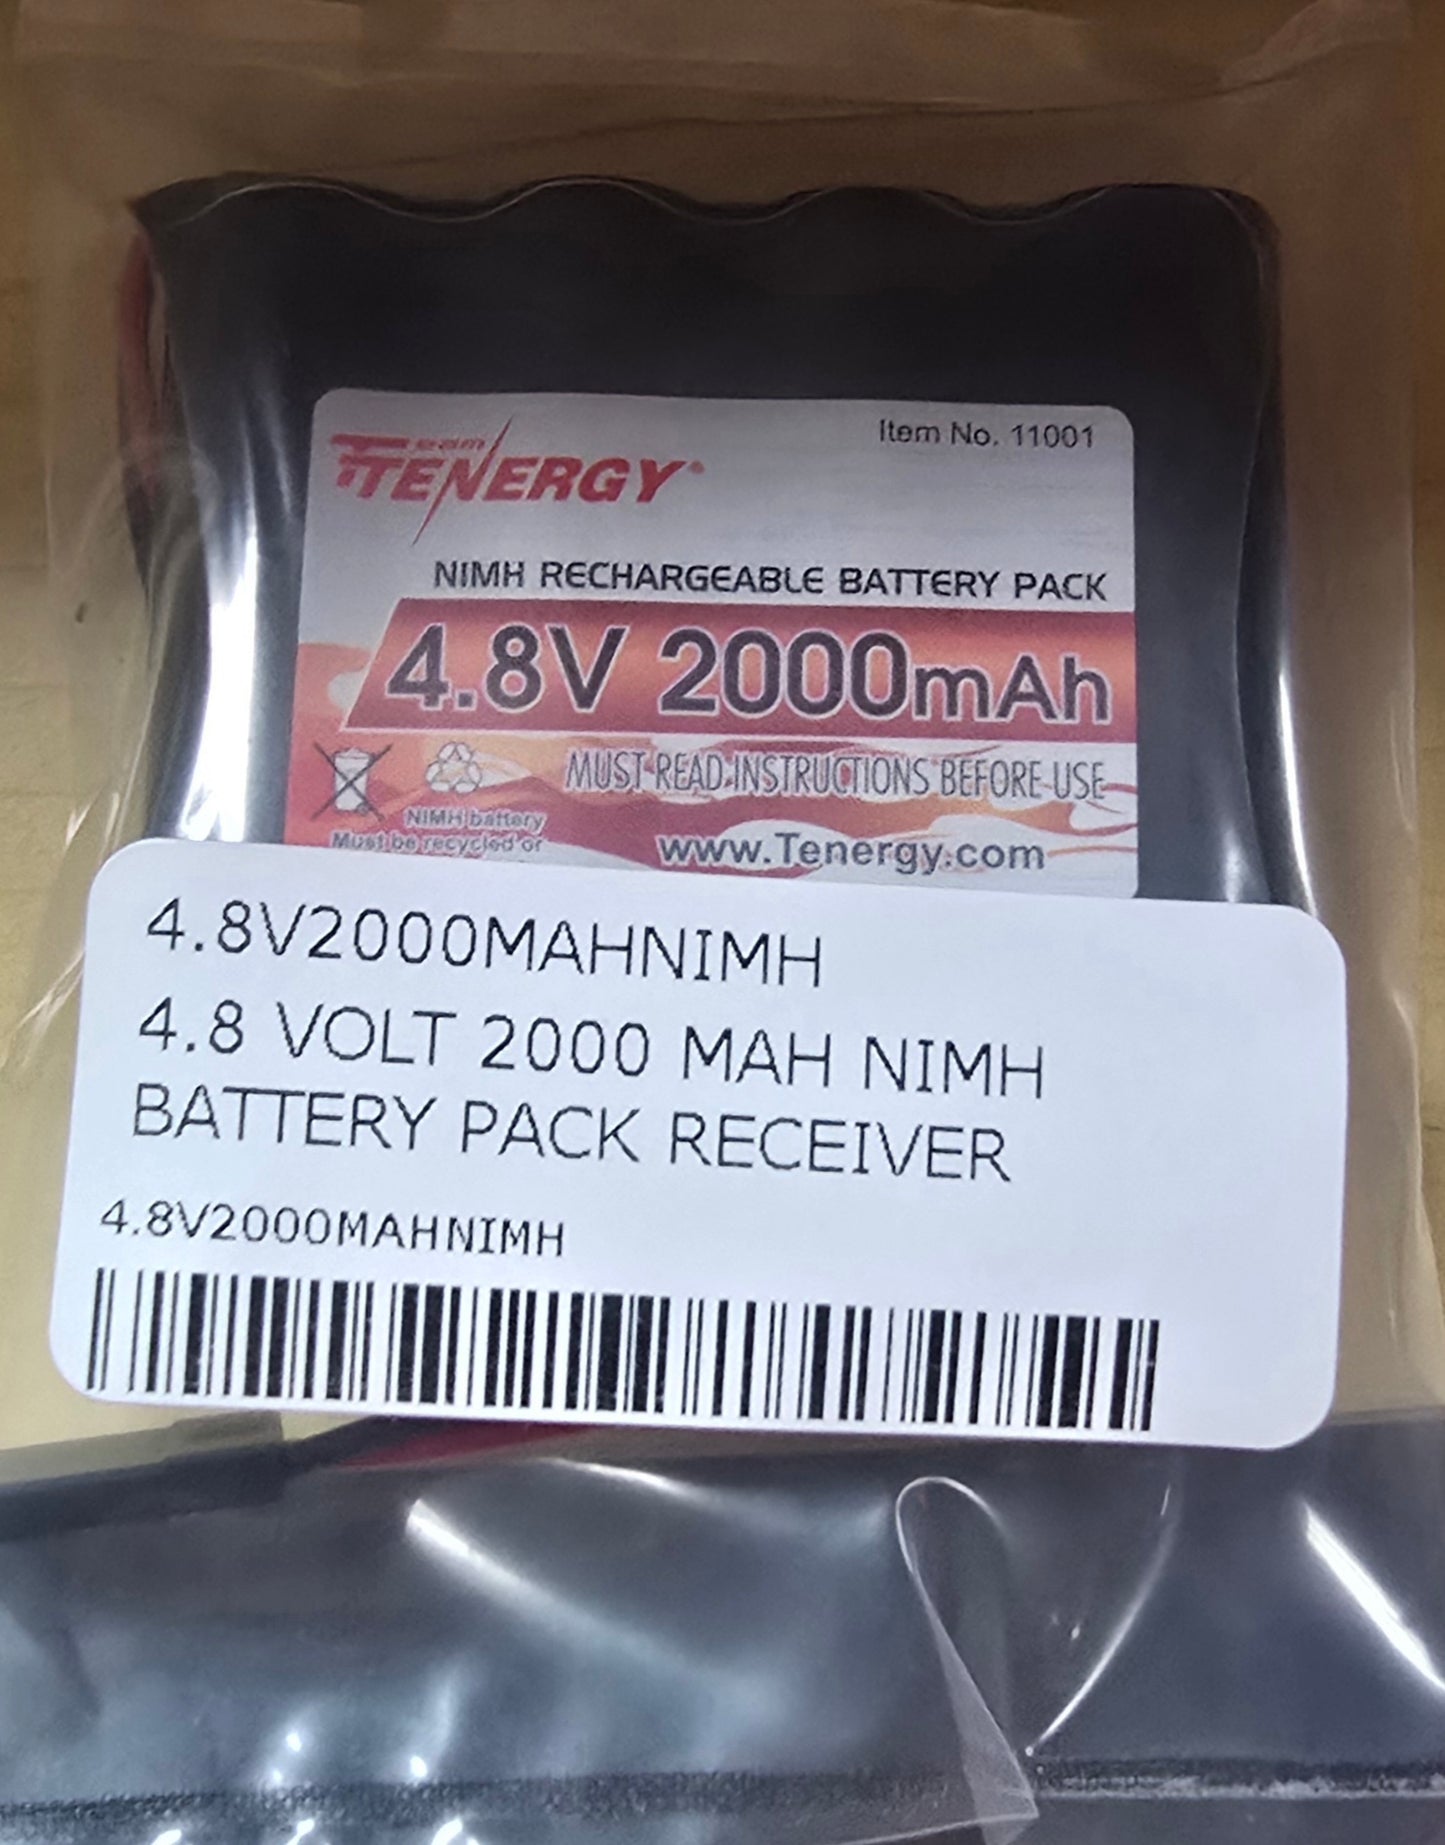 Item No. 11001
Team TENERGY
NIMH RECHARGEABLE BATTERY PACK
4.8V 2000mAh
MUST READ INSTRUCTIONS BEFORE USE
NIMH battery
Must be recycled or
www.Tenergy.com
4.8V2000MAHNIMH
4.8 VOLT 2000 MAH NIMH
BATTERY PACK RECEIVER
4.8V2000MAHNIMH